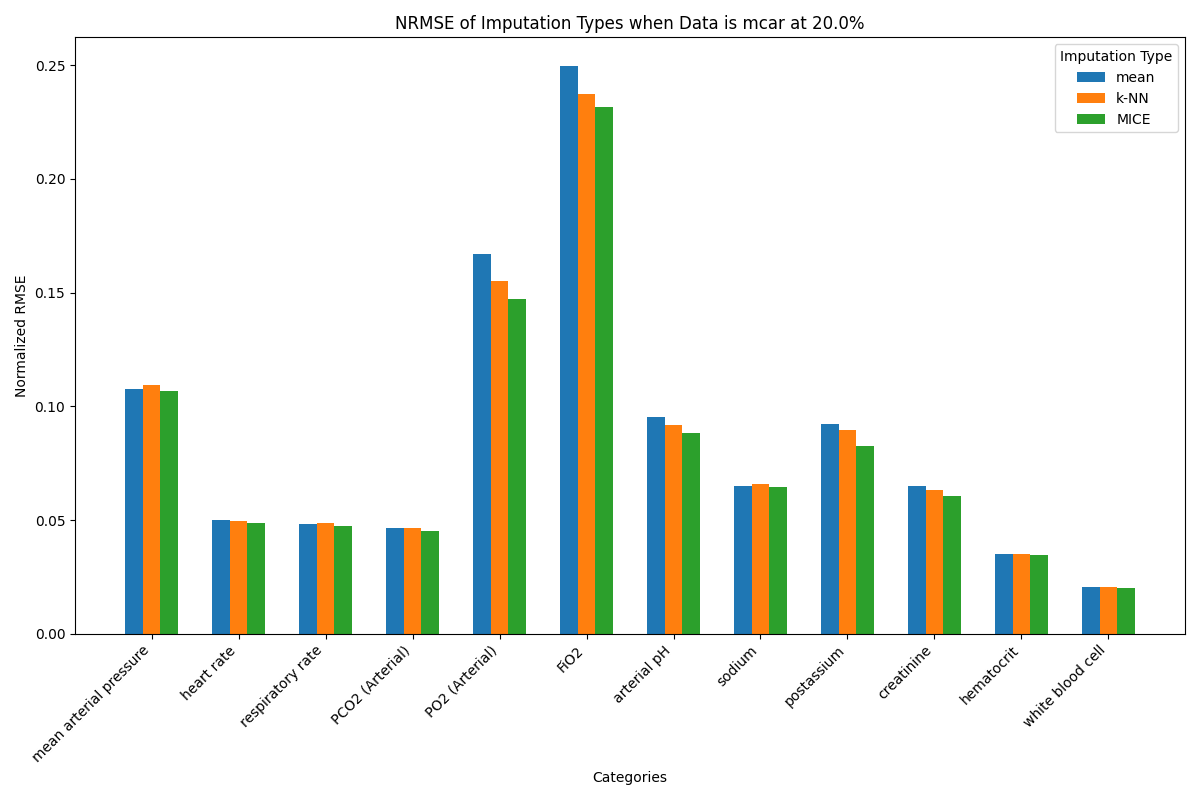 NRMSE of Imputation Types when Data is mcar at 20.0%
Imputation Type
mean
k-NN
MICE
Normalized RMSE
0.25
0.20
0.15
0.10
0.05
0.00
mean arterial pressure
heart rate
respiratory rate
PCO2 (Arterial)
PO2 (Arterial)
FiO2
arterial pH
sodium
postassium
creatinine
hematocrit
white blood cell
Categories